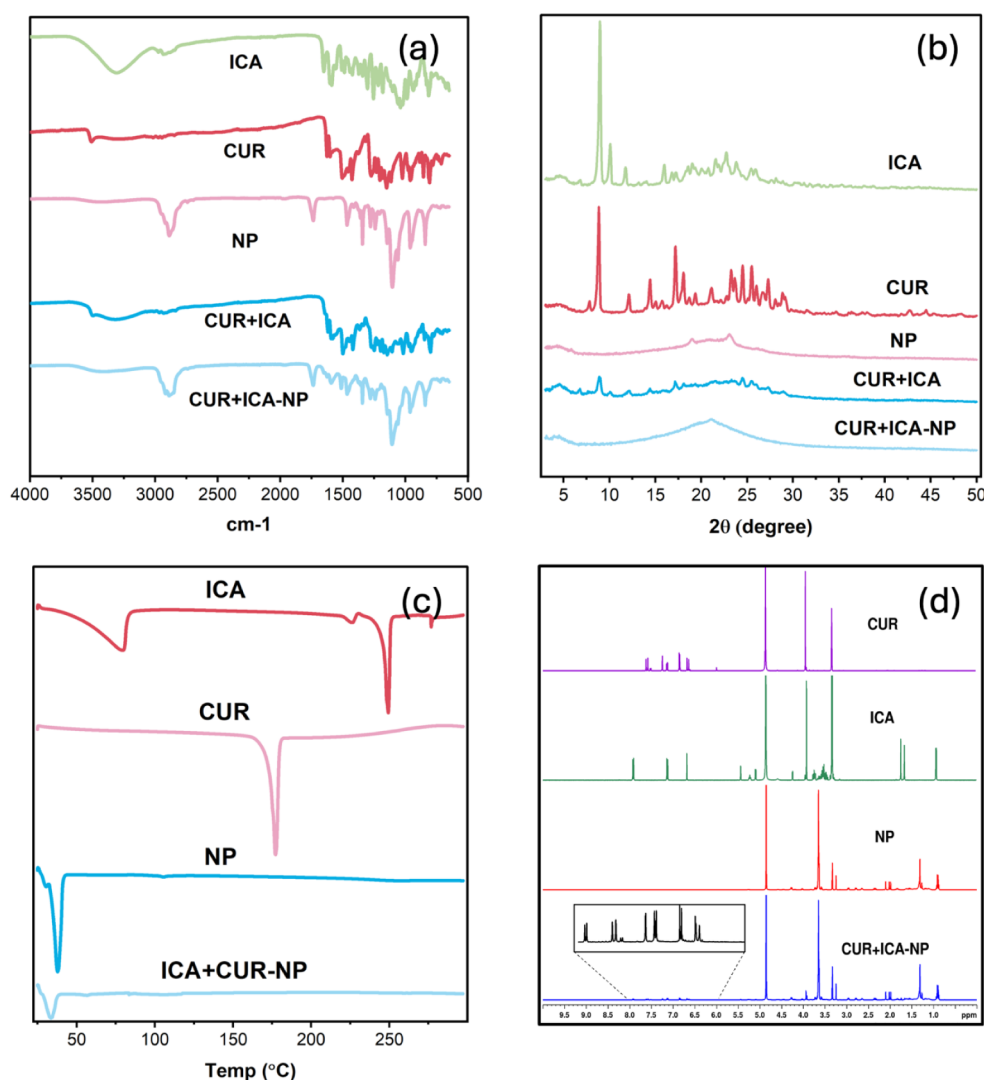 (a)
ICA
CUR
NP
CUR+ICA
CUR+ICA-NP
4000 3500 3000 2500 2000 1500 1000 500
cm-1
(b)
ICA
CUR
NP
CUR+ICA
CUR+ICA-NP
5 10 15 20 25 30 35 40 45 50
2θ (degree)
(c)
ICA
CUR
NP
ICA+CUR-NP
50 100 150 200 250
Temp (°C)
(d)
CUR
ICA
NP
CUR+ICA-NP
9.5 9.0 8.5 8.0 7.5 7.0 6.5 6.0 5.5 5.0 4.5 4.0 3.5 3.0 2.5 2.0 1.5 1.0 ppm